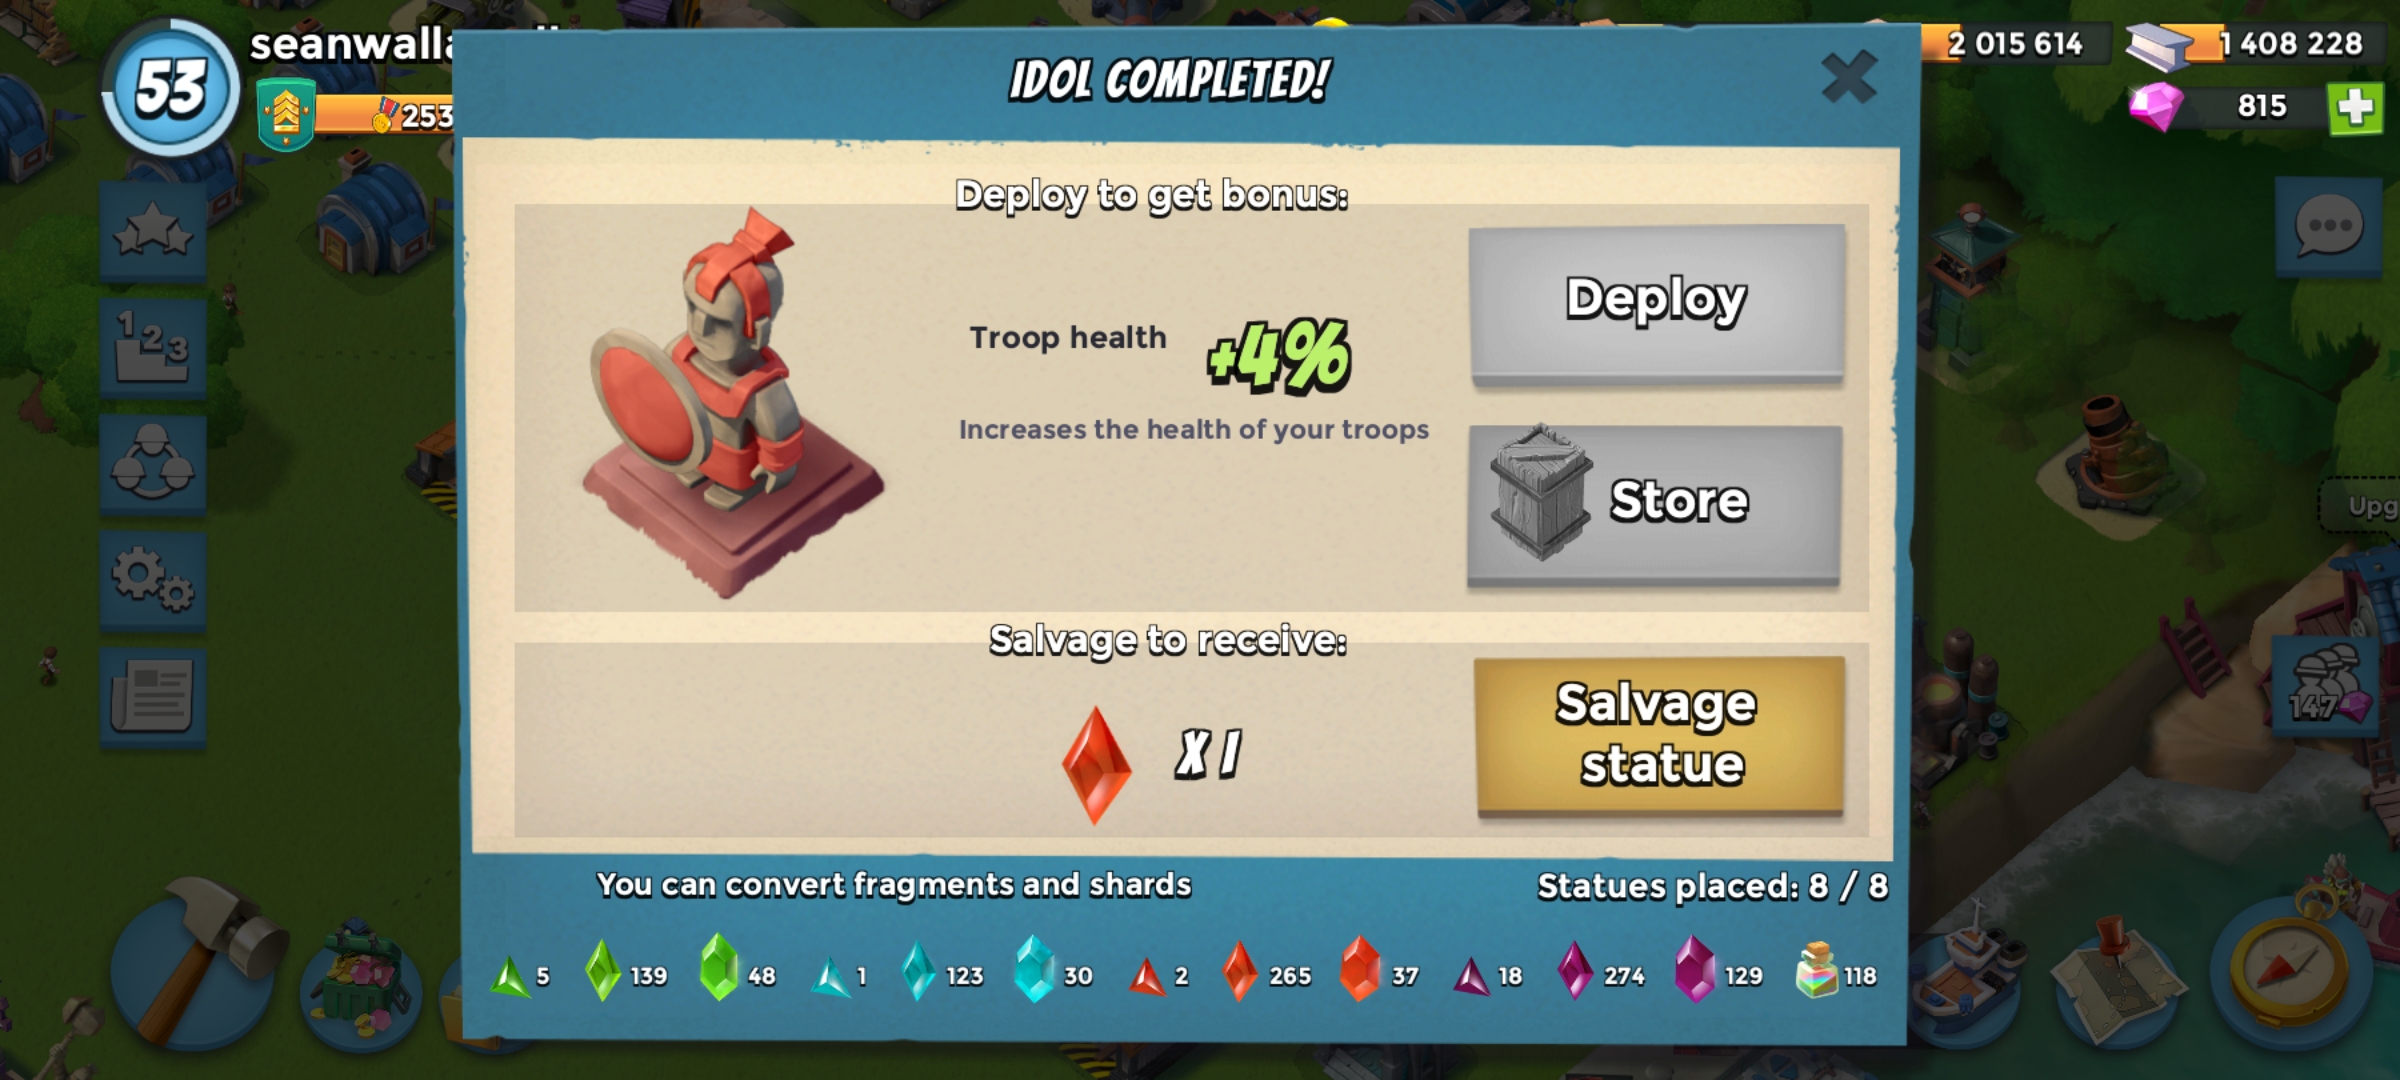 53
IDOL COMPLETED!
2 015 614
1 408 228
253
815
Deploy to get bonus:
Deploy
Troop health
+4%
Increases the health of your troops
Store
Upg
1 2 3
Salvage to receive:
X 1
Salvage
statue
147
You can convert fragments and shards
Statues placed: 8 / 8
5
139
48
1
123
30
2
265
37
18
274
129
118